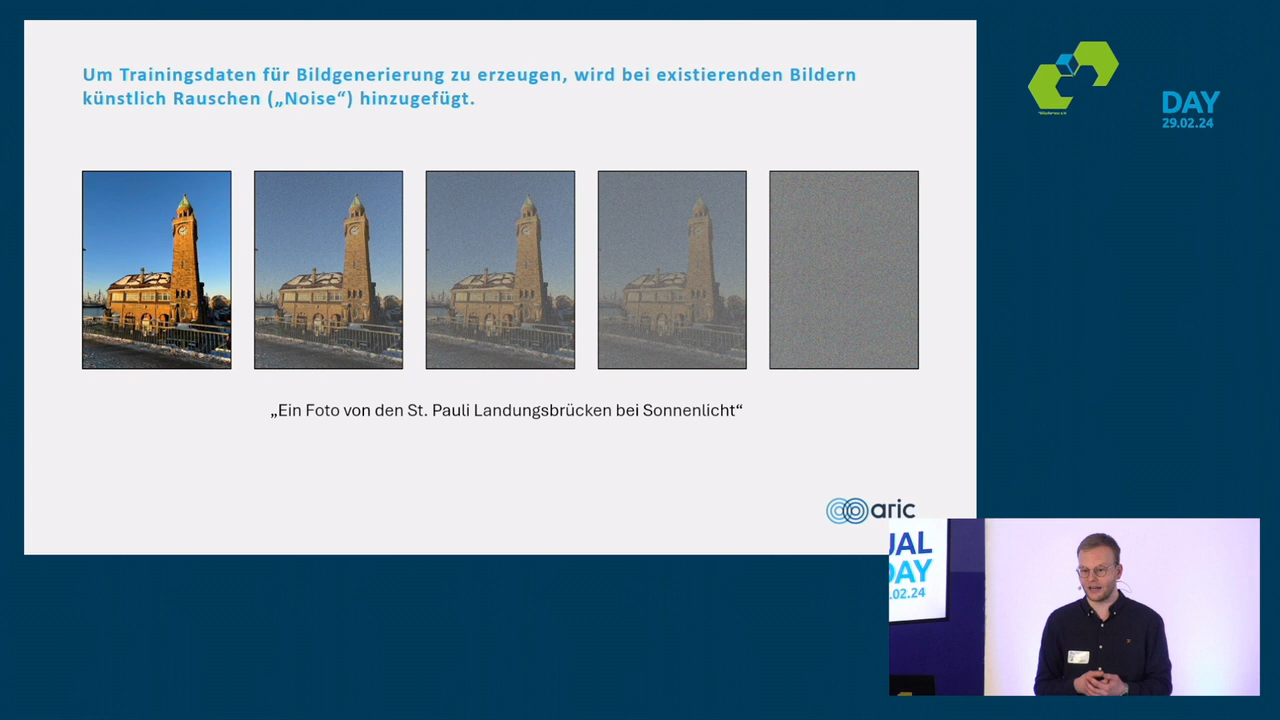 Um Trainingsdaten für Bildgenerierung zu erzeugen, wird bei existierenden Bildern
künstlich Rauschen („Noise“) hinzugefügt.
„Ein Foto von den St. Pauli Landungsbrücken bei Sonnenlicht“
aric
DAY
29.02.24
UAL
DAY
.02.24